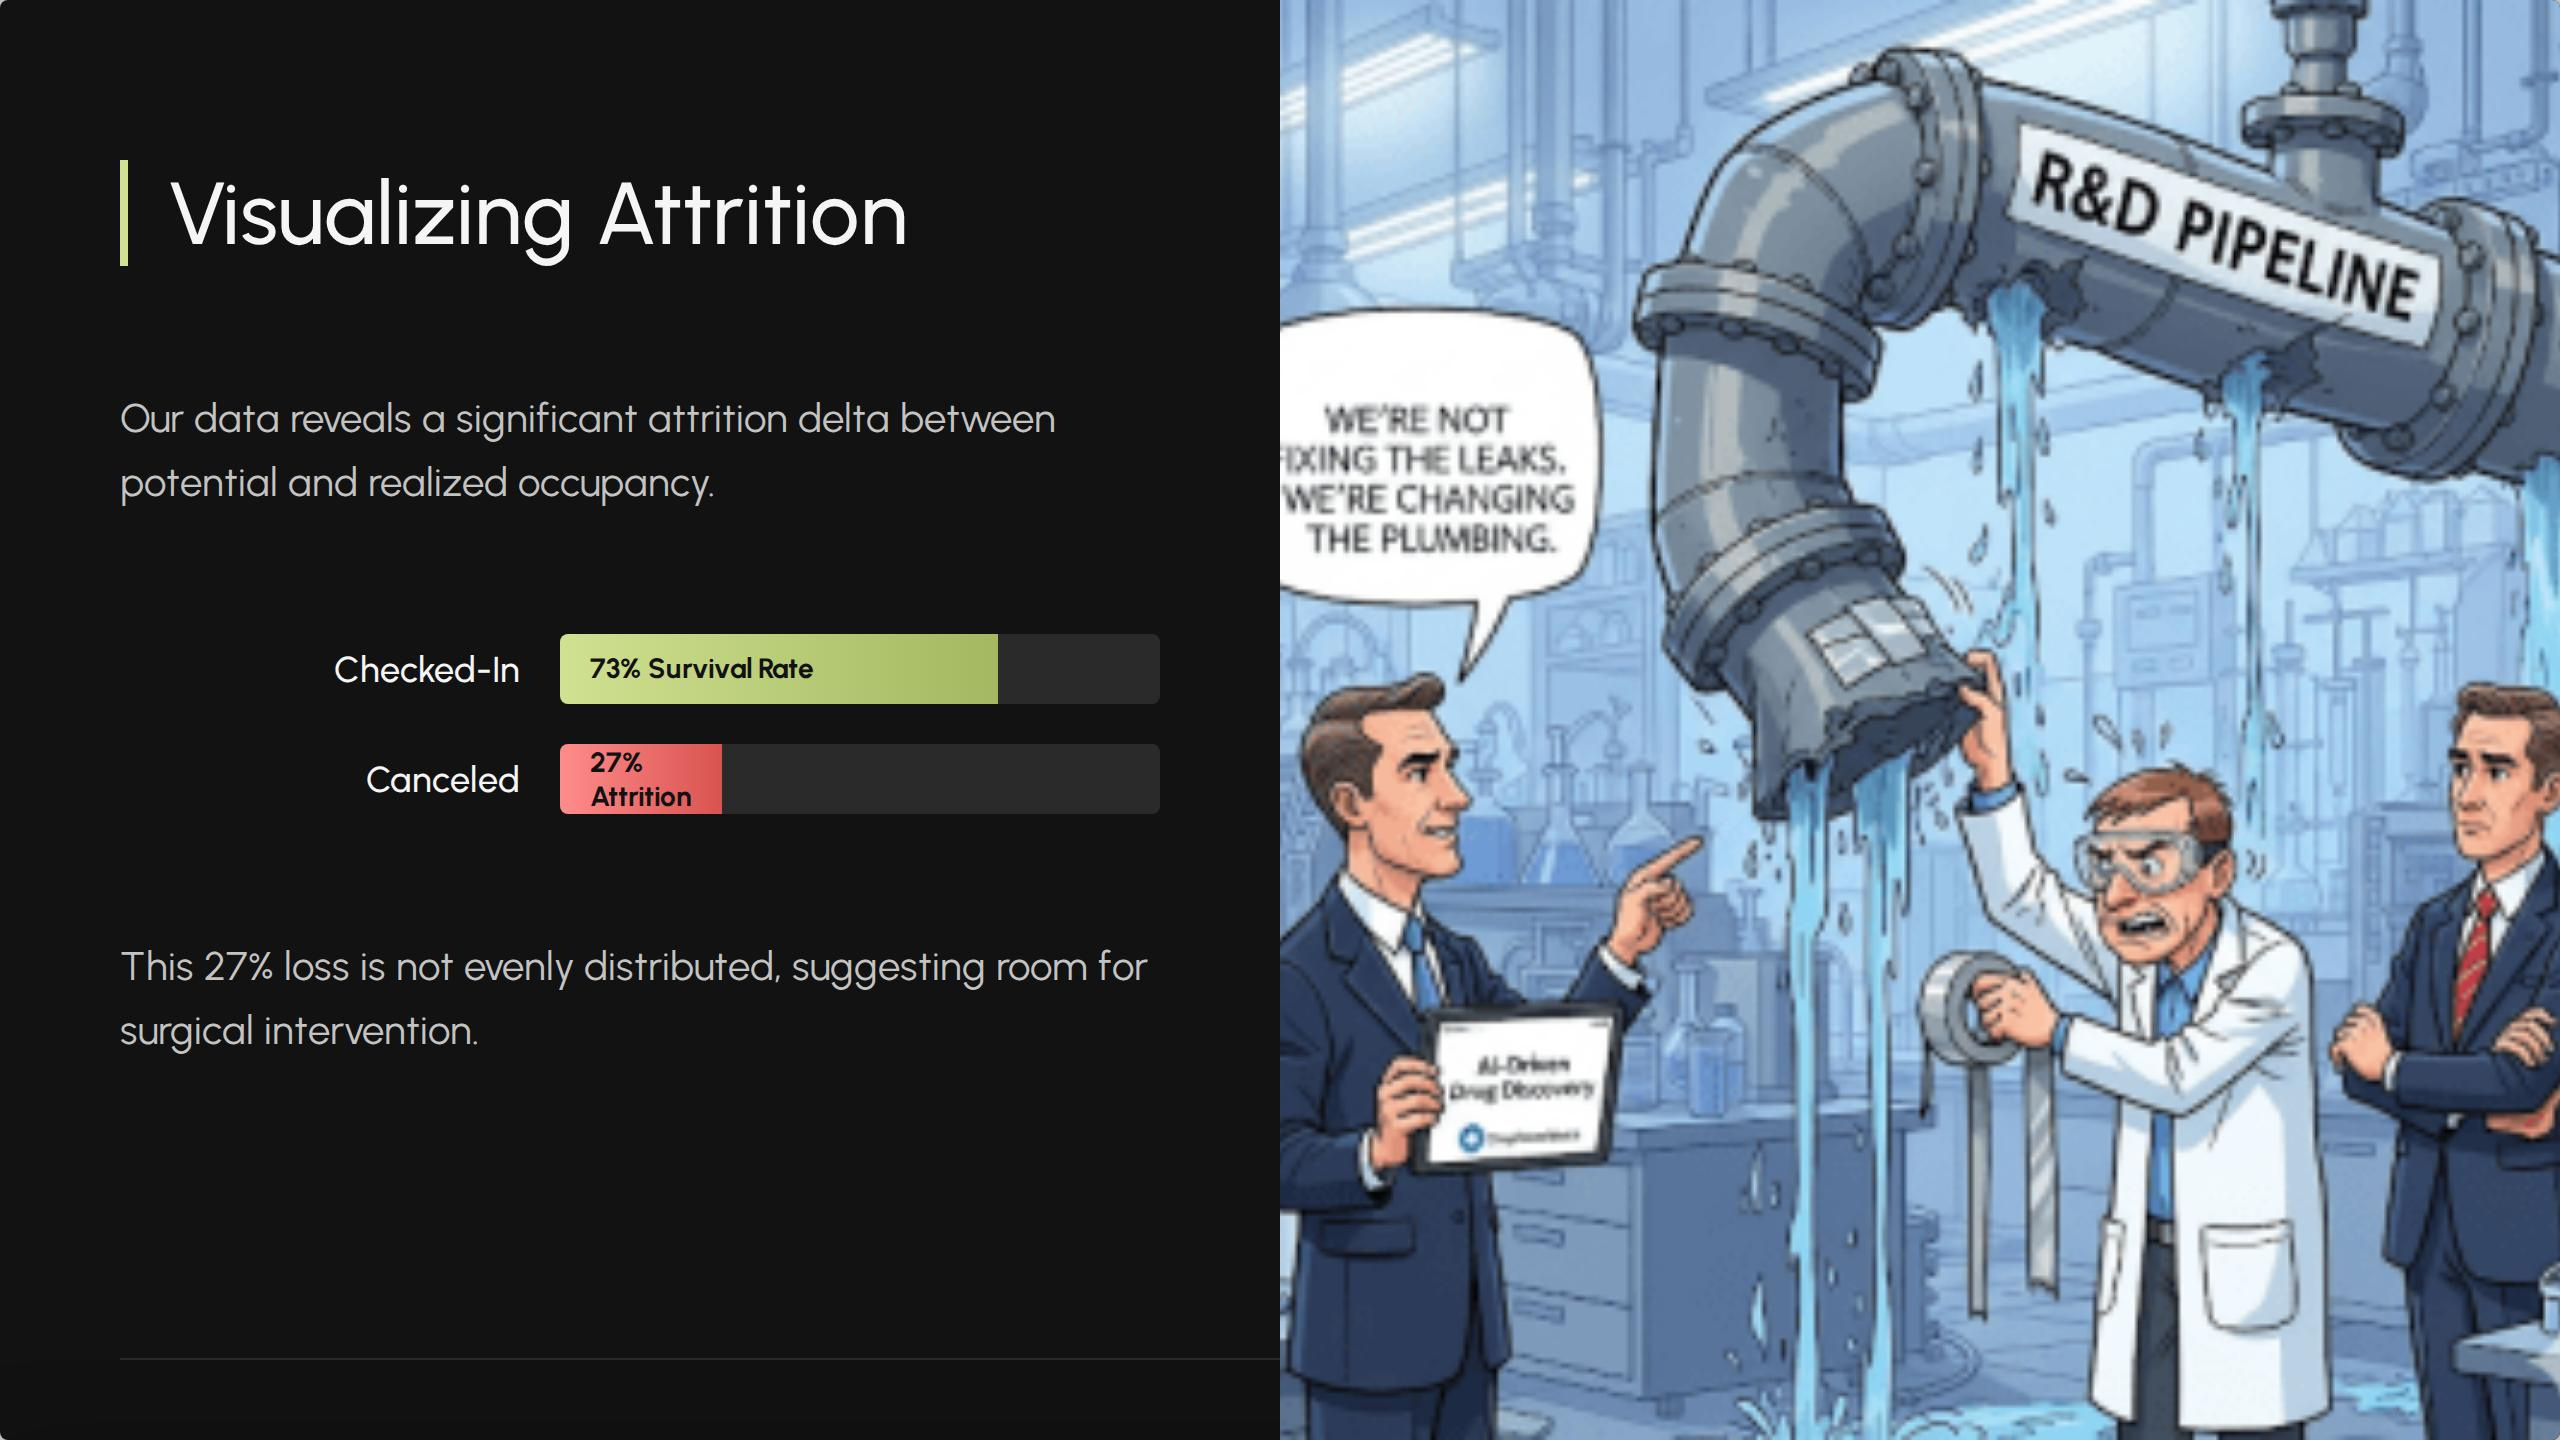 Visualizing Attrition
Our data reveals a significant attrition delta between
potential and realized occupancy.
Checked-In
73% Survival Rate
Canceled
27%
Attrition
This 27% loss is not evenly distributed, suggesting room for
surgical intervention.
R&D PIPELINE
WE'RE NOT
FIXING THE LEAKS.
WE'RE CHANGING
THE PLUMBING.
AI-Driven
Drug Discovery